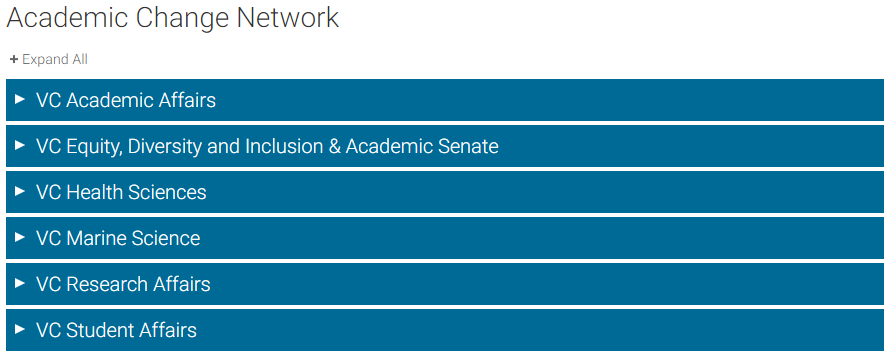 Academic Change Network
+ Expand All
VC Academic Affairs
VC Equity, Diversity and Inclusion & Academic Senate
VC Health Sciences
VC Marine Science
VC Research Affairs
VC Student Affairs